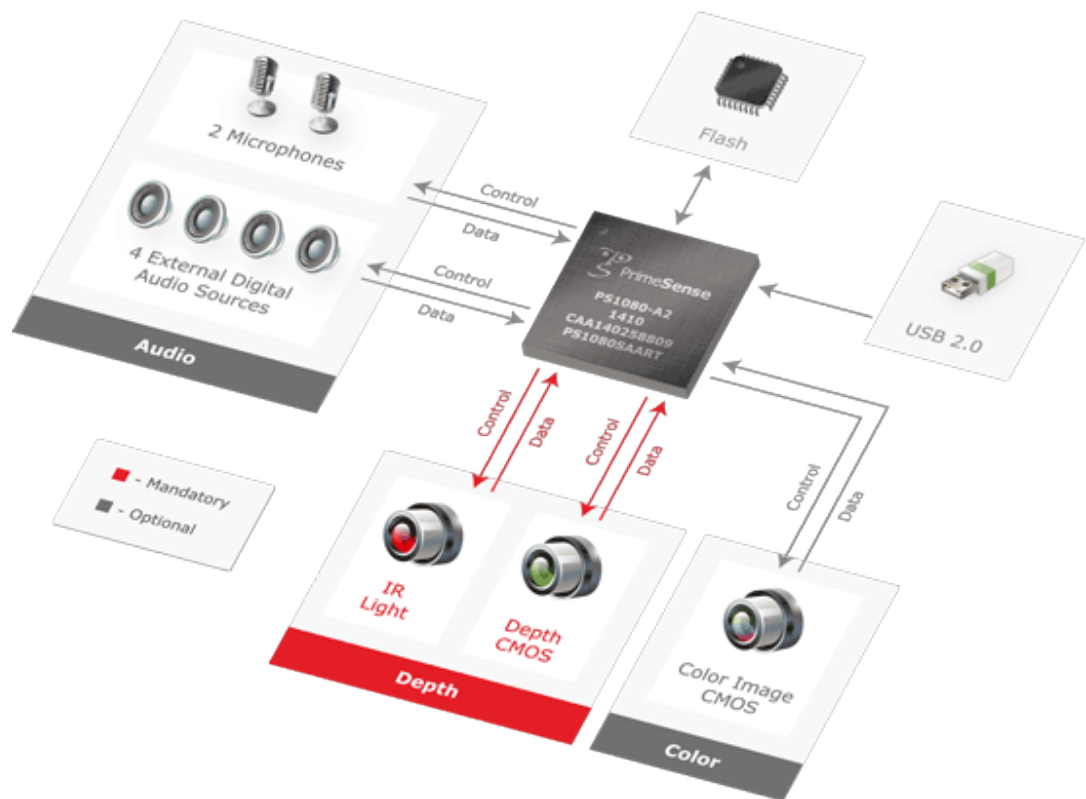 2 Microphones
4 External Digital
Audio Sources
Audio
Control
Data
Control
Data
Flash
PrimeSense
PS1080-A2
1410
CAA140258809
PS1080SAART
USB 2.0
Control
Data
Control
Data
Control
Data
- Mandatory
- Optional
IR
Light
Depth
CMOS
Depth
Color Image
CMOS
Color